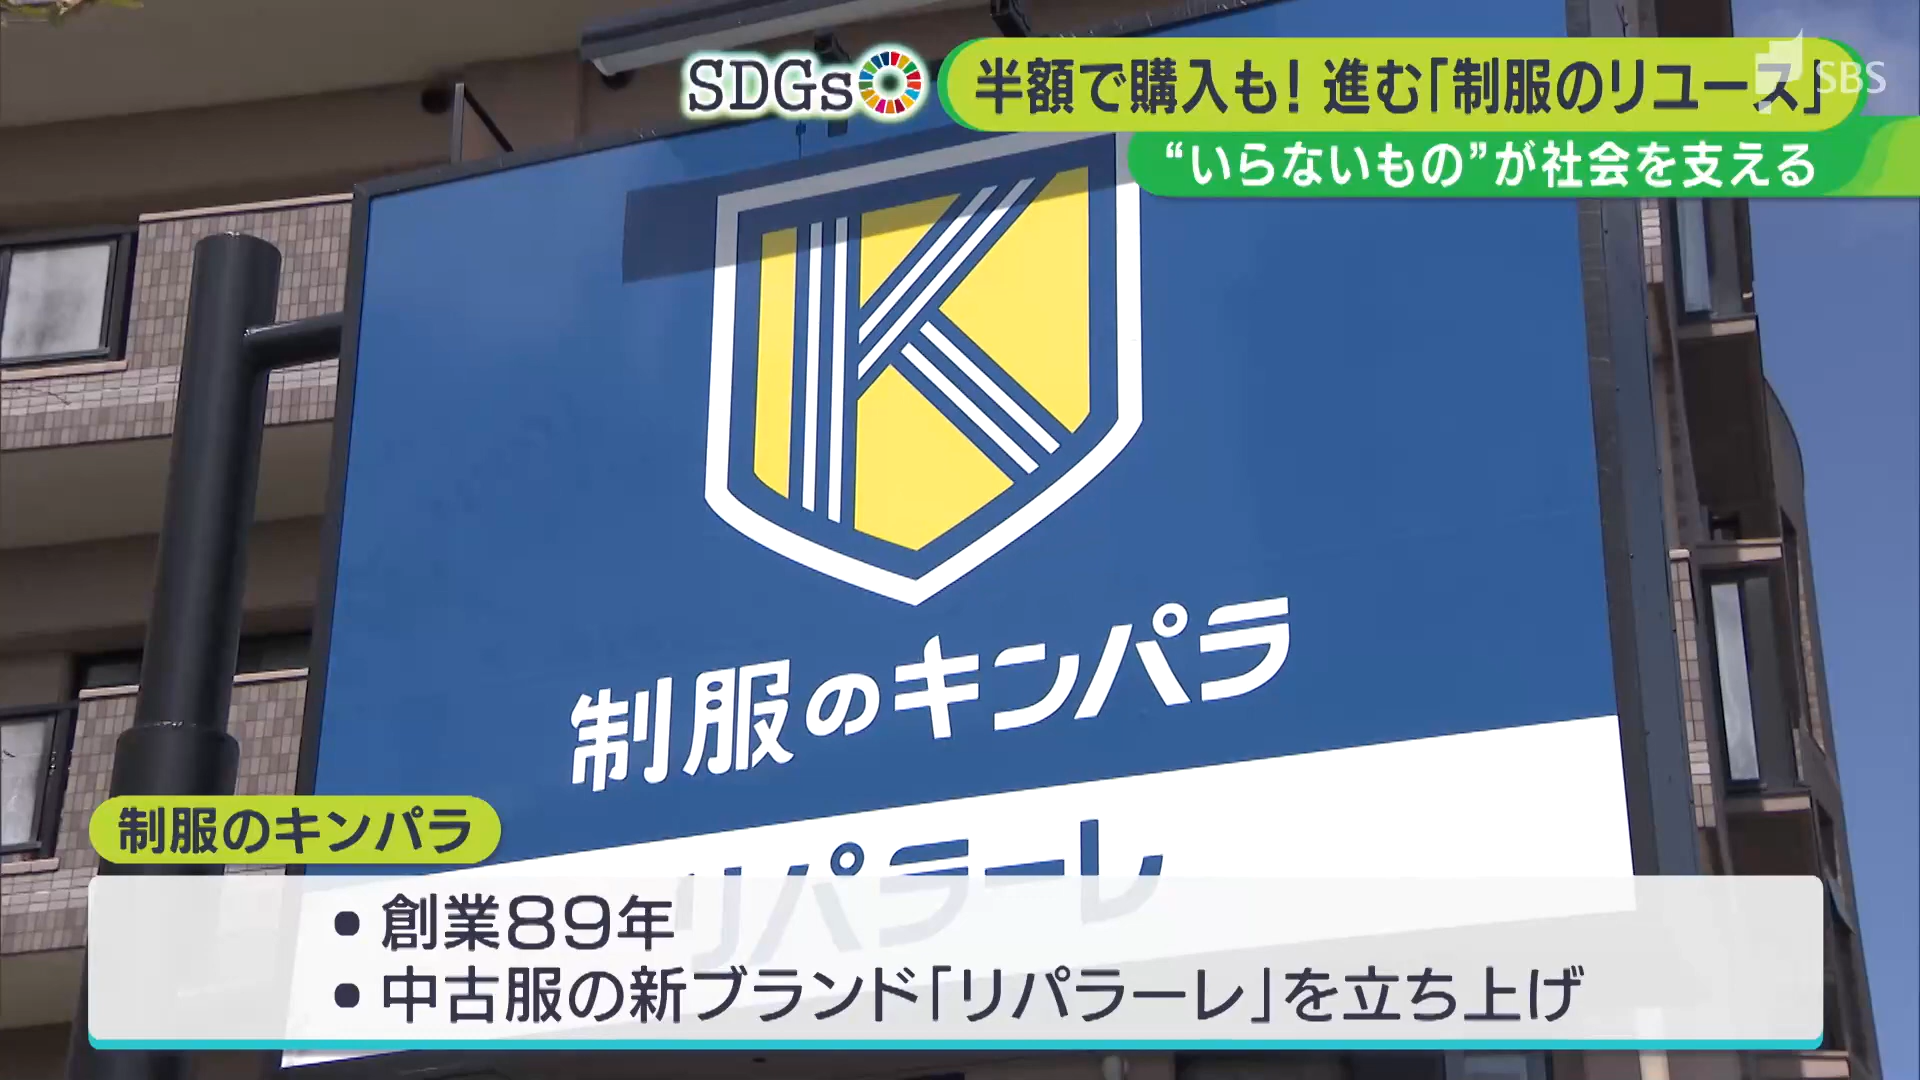 SDGs
半額で購入も！進む「制服のリユース」
SBS
“いらないもの”が社会を支える
K
制服のキンパラ
リパラーレ
制服のキンパラ
• 創業89年
• 中古服の新ブランド「リパラーレ」を立ち上げ